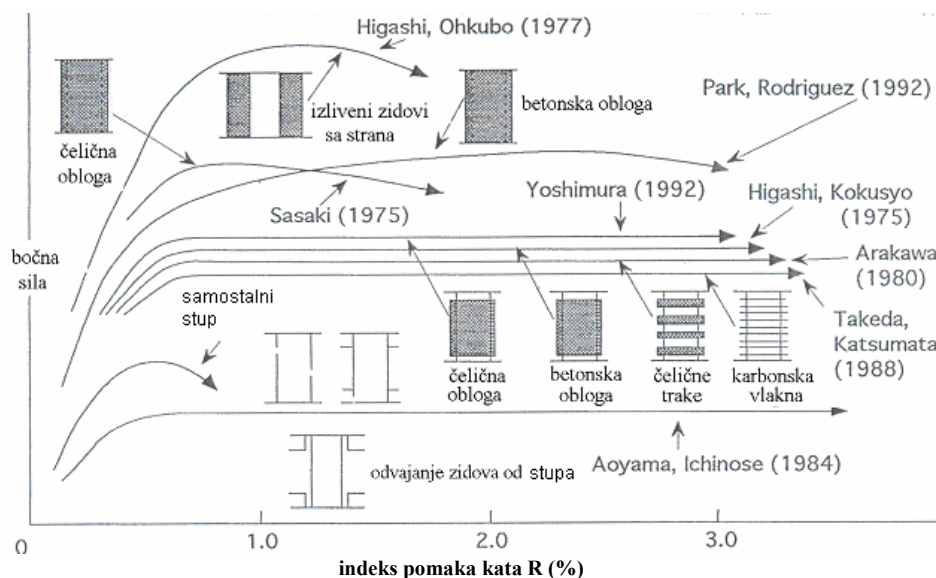 Higashi, Ohkubo (1977)
izliveni zidovi
sa strana
betonska obloga
Park, Rodriguez (1992)
čelična
obloga
Sasaki (1975)
Yoshimura (1992)
Higashi, Kokusyo
(1975)
bočna
sila
Arakawa
(1980)
samostalni
stup
Takeda,
Katsumata
(1988)
čelična
obloga
betonska
obloga
čelične
trake
karbonska
vlakna
odvajanje zidova od stupa
Aoyama, Ichinose (1984)
0
1.0
2.0
3.0
indeks pomaka kata R (%)